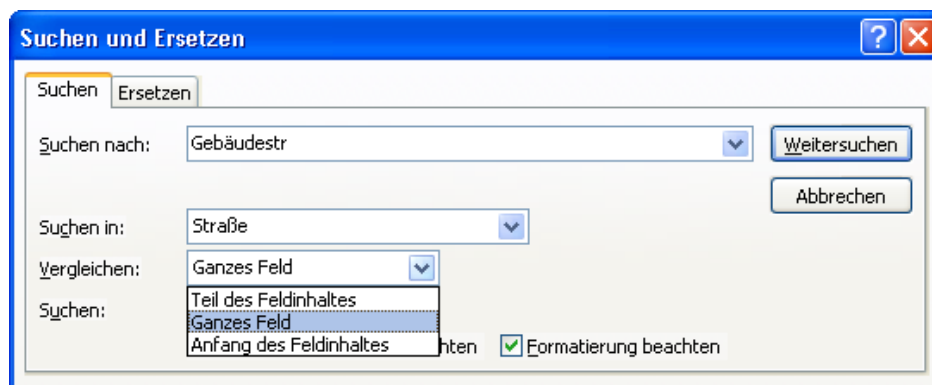 Suchen und Ersetzen
Suchen Ersetzen
Suchen nach: Gebäudestr Weitersuchen
Abbrechen
Suchen in: Straße
Vergleichen: Ganzes Feld
Teil des Feldinhaltes
Suchen:
Ganzes Feld
Anfang des Feldinhaltes hten Formatierung beachten